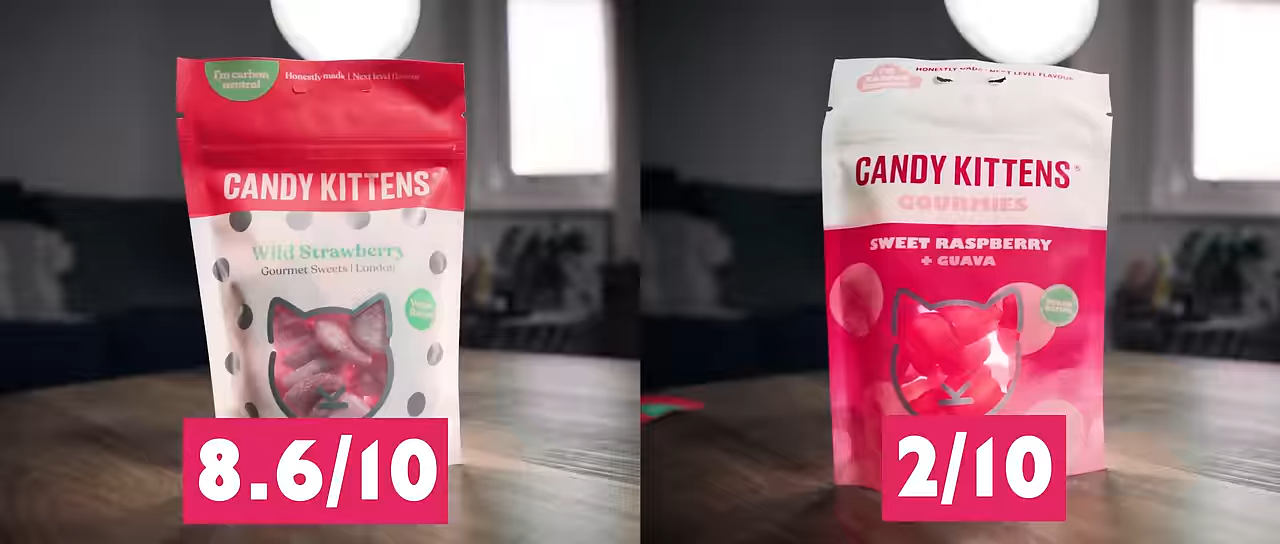 I'm carbon
neutral
Honestly made | Next level flavour
CANDY KITTENS
Wild Strawberry
Gourmet Sweets | London
Vegan
8.6/10
HONESTLY MADE • NEXT LEVEL FLAVOUR
CANDY KITTENS®
GOURMIES
SWEET RASPBERRY
+ GUAVA
2/10